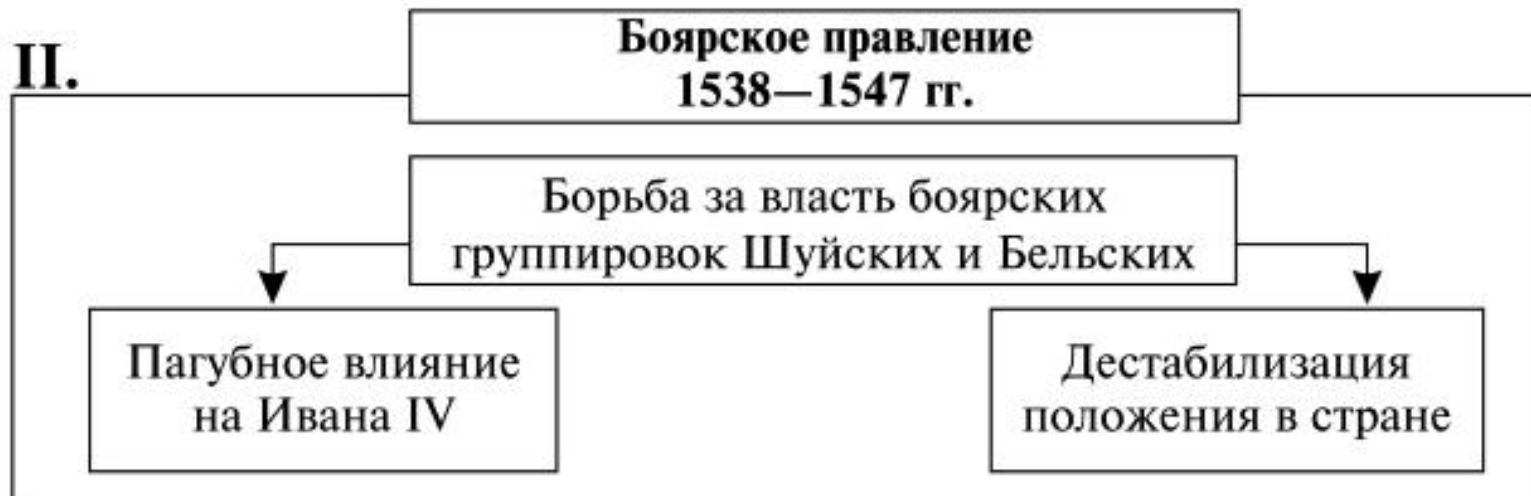 II.
Боярское правление
1538—1547 гг.
Борьба за власть боярских
группировок Шуйских и Бельских
Пагубное влияние
на Ивана IV
Дестабилизация
положения в стране